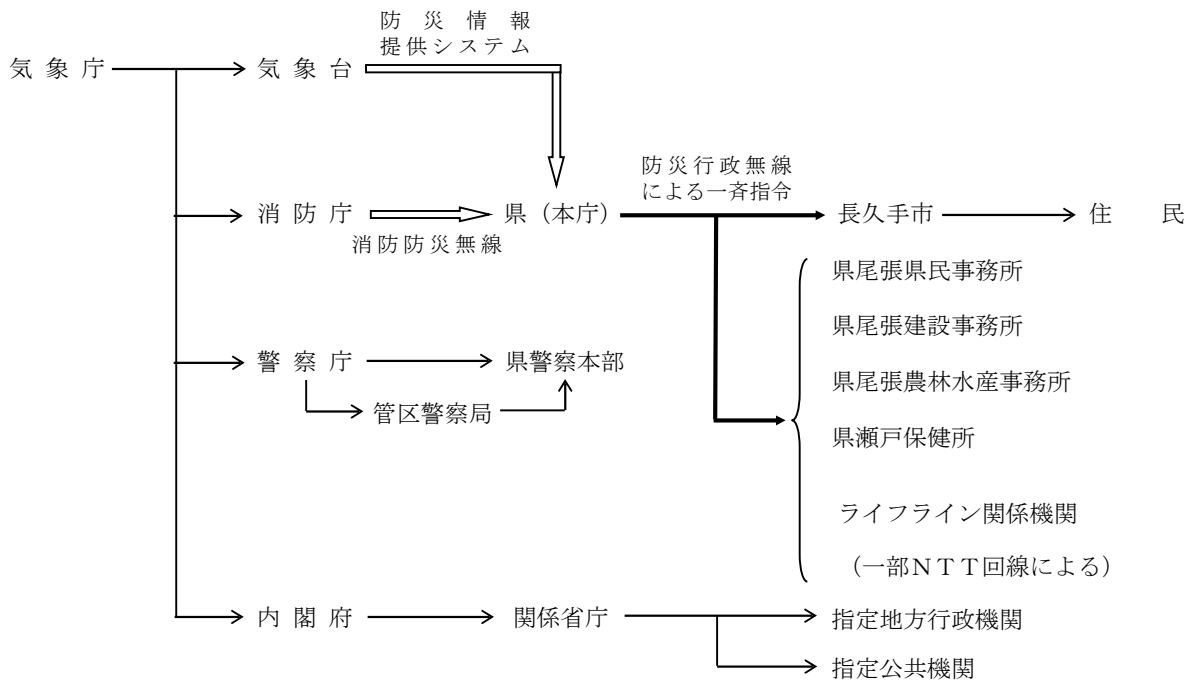 防災情報
提供システム
気象庁
気象台
防災行政無線
による一斉指令
消防庁
県（本庁）
長久手市
住民
消防防災無線
県尾張県民事務所
県尾張建設事務所
警察庁
県警察本部
県尾張農林水産事務所
管区警察局
県瀬戸保健所
ライフライン関係機関
（一部ＮＴＴ回線による）
内閣府
関係省庁
指定地方行政機関
指定公共機関